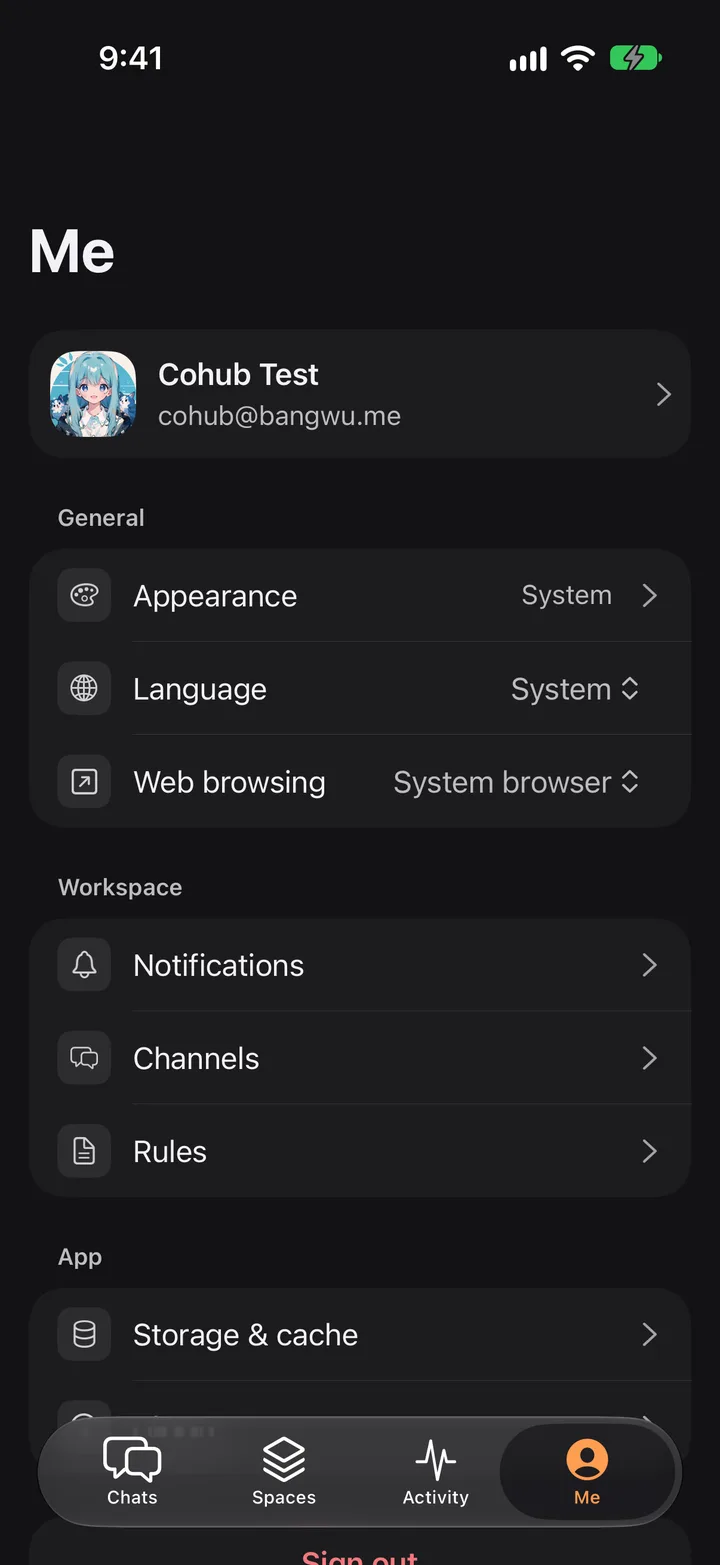 9:41
Me
Cohub Test
cohub@bangwu.me
General
Appearance System
Language System
Web browsing System browser
Workspace
Notifications
Channels
Rules
App
Storage & cache
Chats
Spaces
Activity
Me
Sign out